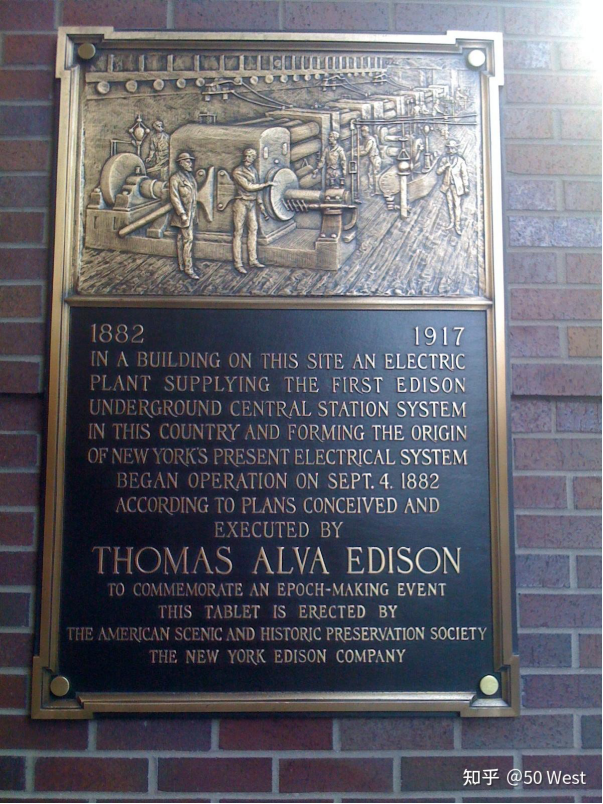 1882 1917
IN A BUILDING ON THIS SITE AN ELECTRIC
PLANT SUPPLYING THE FIRST EDISON
UNDERGROUND CENTRAL STATION SYSTEM
IN THIS COUNTRY AND FORMING THE ORIGIN
OF NEW YORK'S PRESENT ELECTRICAL SYSTEM
BEGAN OPERATION ON SEPT. 4. 1882
ACCORDING TO PLANS CONCEIVED AND
EXECUTED BY
THOMAS ALVA EDISON
TO COMMEMORATE AN EPOCH-MAKING EVENT
THIS TABLET IS ERECTED BY
THE AMERICAN SCENIC AND HISTORIC PRESERVATION SOCIETY
THE NEW YORK EDISON COMPANY
知乎 @50 West